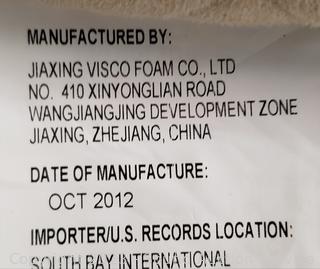 MANUFACTURED BY:
JIAXING VISCO FOAM CO., LTD
NO. 410 XINYONGLIAN ROAD
WANGJIANGJING DEVELOPMENT ZONE
JIAXING, ZHEJIANG, CHINA
DATE OF MANUFACTURE:
OCT 2012
IMPORTER/U.S. RECORDS LOCATION:
SOUTH BAY INTERNATIONAL